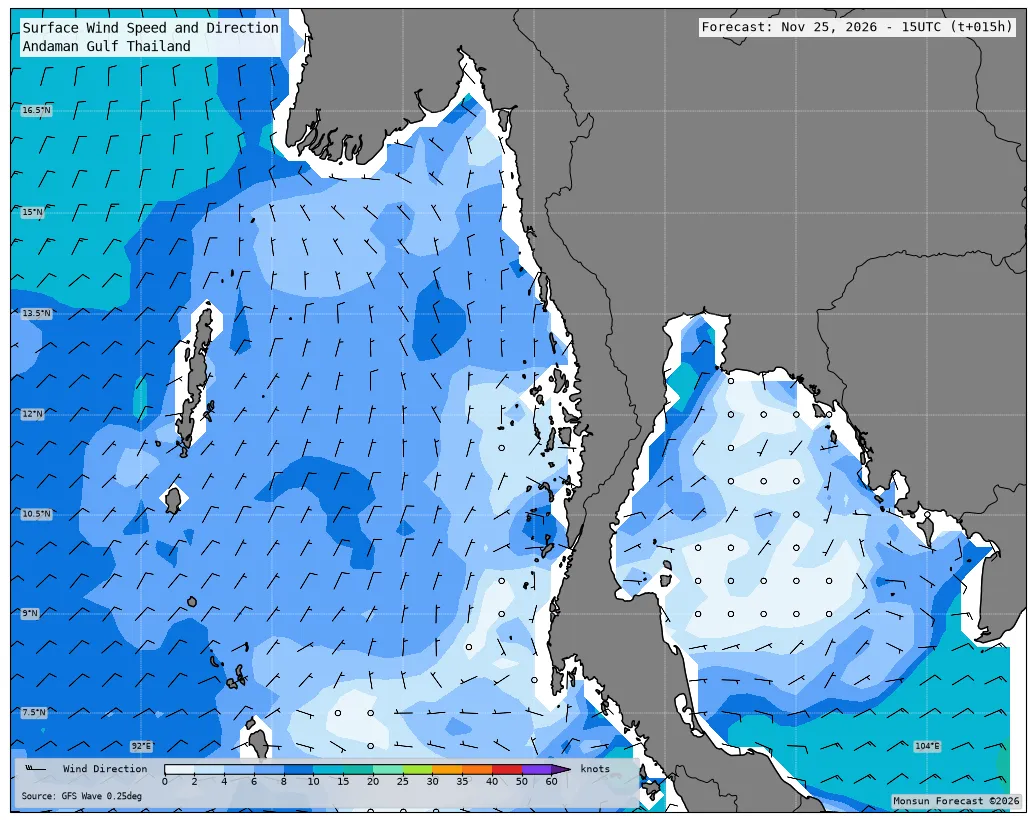 Surface Wind Speed and Direction
Andaman Gulf Thailand
Forecast: Nov 25, 2026 - 15UTC (t+015h)
16.5°N
15°N
13.5°N
12°N
10.5°N
9°N
7.5°N
92°E
104°E
Wind Direction
0 2 4 6 8 10 15 20 25 30 35 40 50 60
knots
Source: GFS Wave 0.25deg
Monsun Forecast ©2026